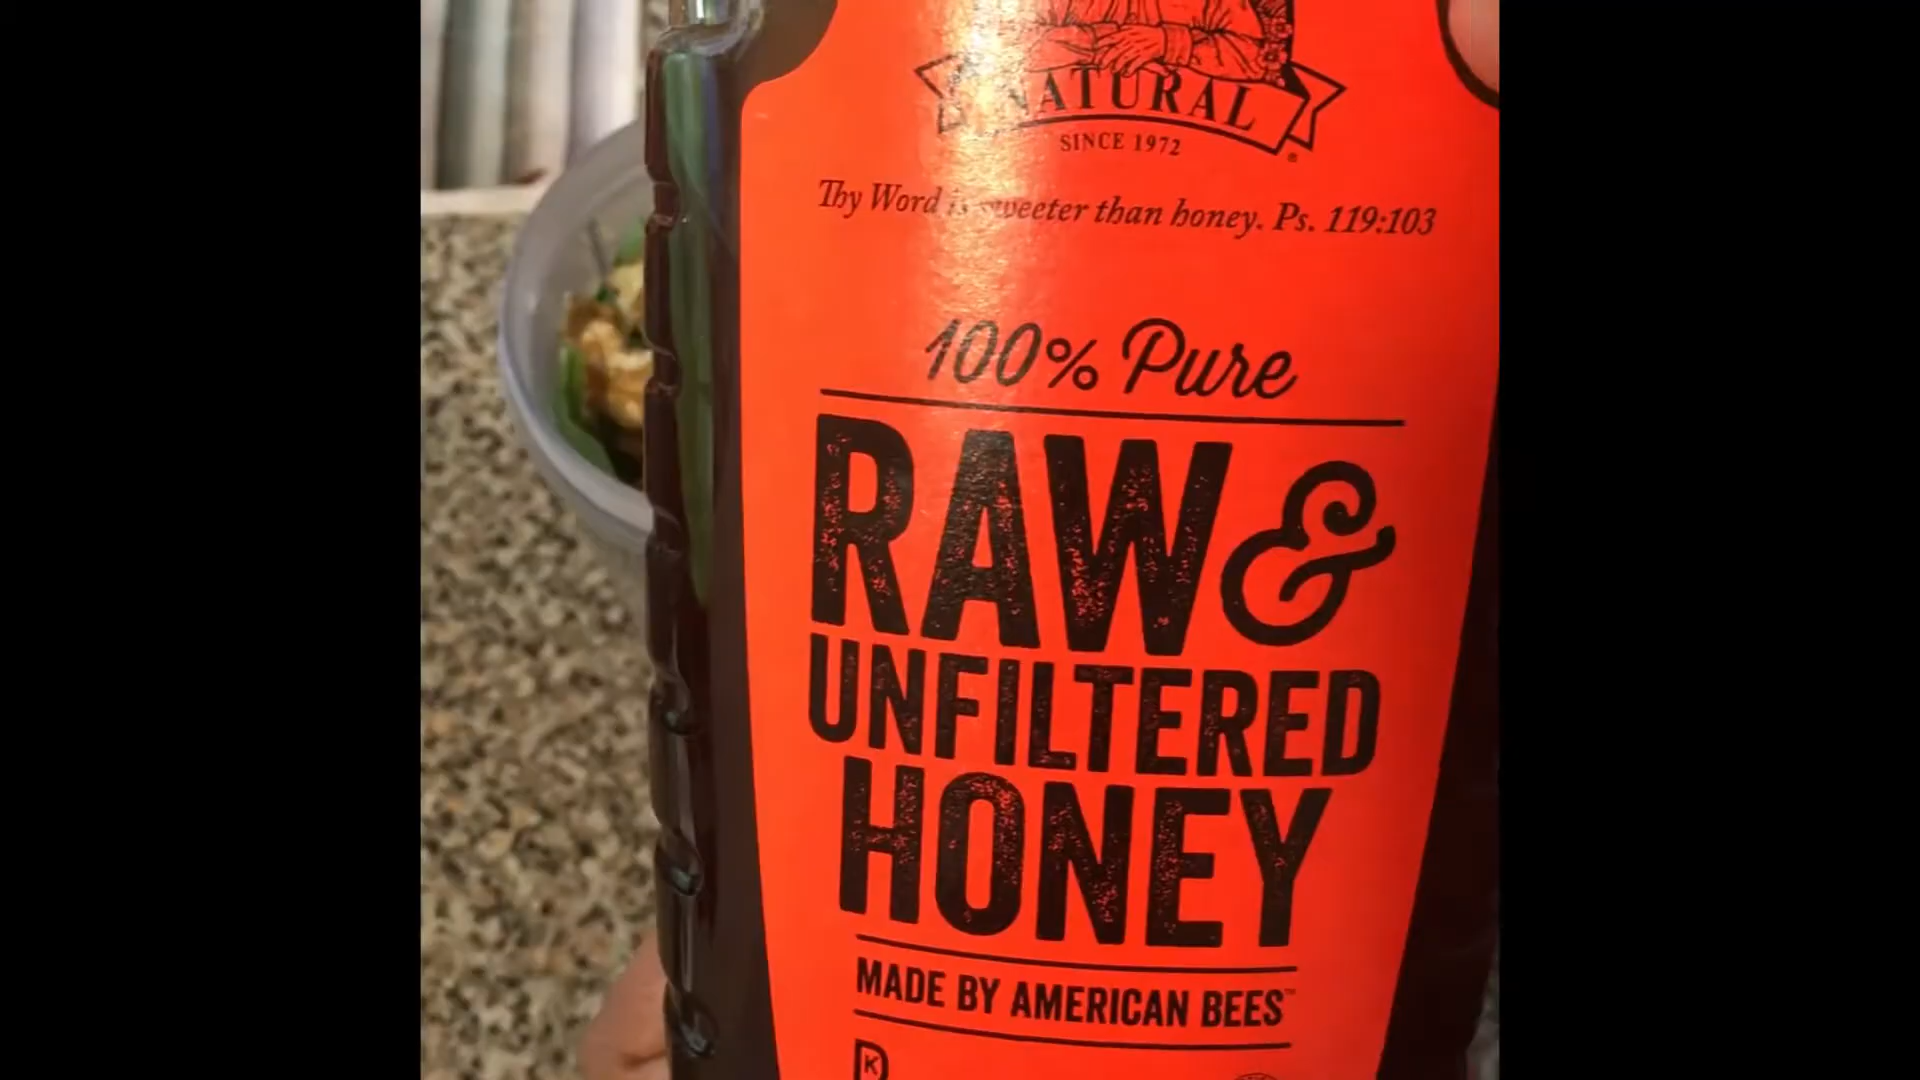 NATURAL
SINCE 1972
Thy Word is sweeter than honey. Ps. 119:103
100% Pure
RAW &
UNFILTERED
HONEY
MADE BY AMERICAN BEES™
K